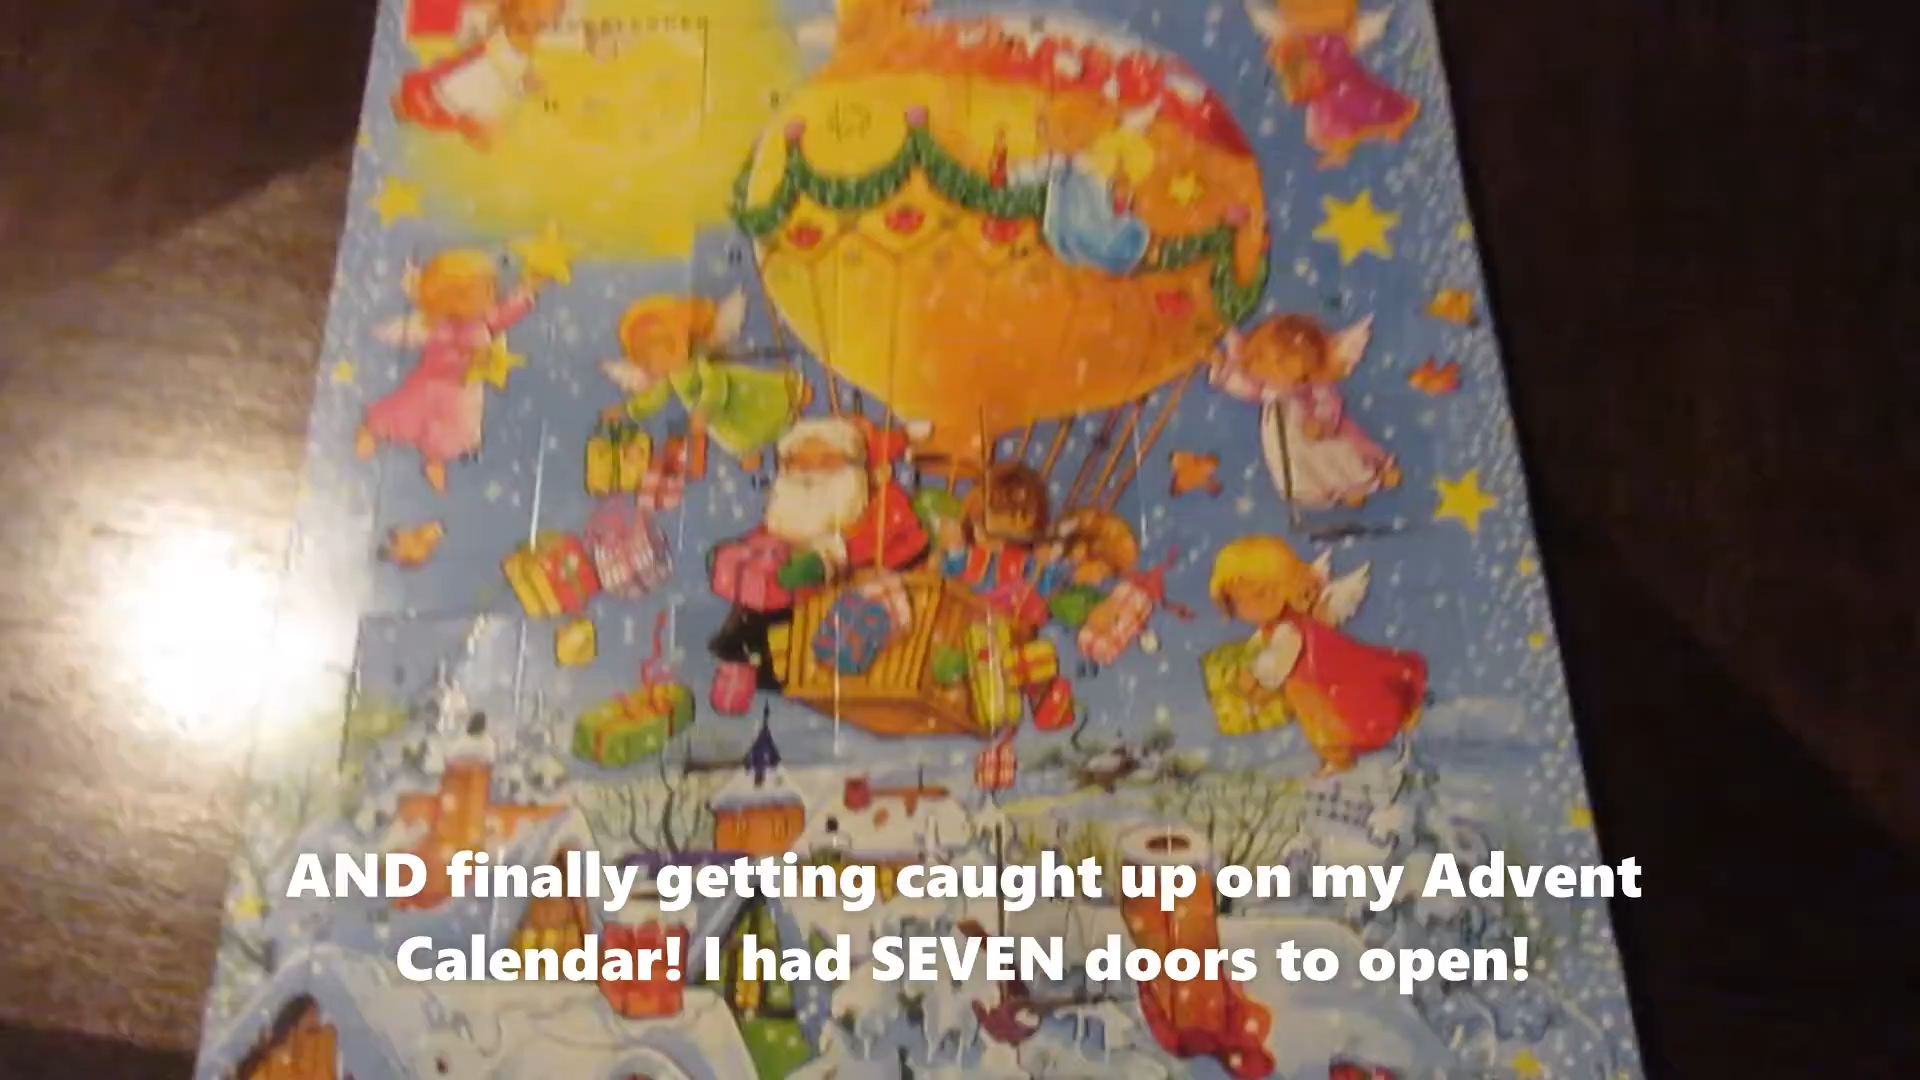 AND finally getting caught up on my Advent
Calendar! I had SEVEN doors to open!